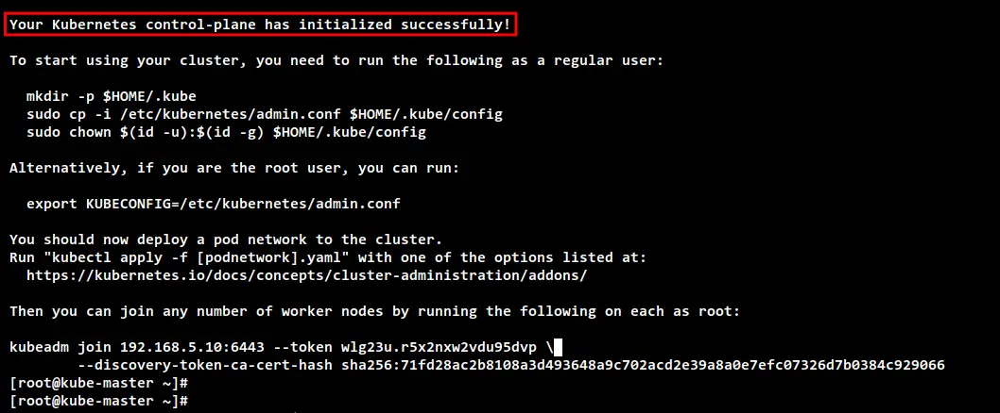 Your Kubernetes control-plane has initialized successfully!
To start using your cluster, you need to run the following as a regular user:
mkdir -p $HOME/.kube
sudo cp -i /etc/kubernetes/admin.conf $HOME/.kube/config
sudo chown $(id -u):$(id -g) $HOME/.kube/config
Alternatively, if you are the root user, you can run:
export KUBECONFIG=/etc/kubernetes/admin.conf
You should now deploy a pod network to the cluster.
Run "kubectl apply -f [podnetwork].yaml" with one of the options listed at:
https://kubernetes.io/docs/concepts/cluster-administration/addons/
Then you can join any number of worker nodes by running the following on each as root:
kubeadm join 192.168.5.10:6443 --token wlg23u.r5x2nxw2vdu95dvp \
--discovery-token-ca-cert-hash sha256:71fd28ac2b8108a3d493648a9c702acd2e39a8a0e7efc07326d7b0384c929066
[root@kube-master ~]#
[root@kube-master ~]#